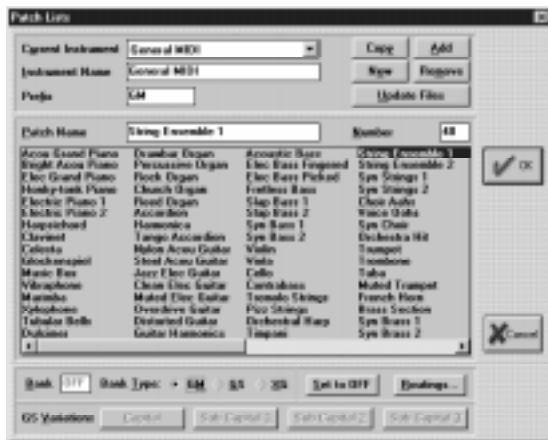 Patch Lists
Current Instrument General MIDI Copy Add
Instrument Name General MIDI New Remove
Prefix GM Update Files
Patch Name String Ensemble 1 Number 48
Acou Grand Piano Drawbar Organ Acoustic Bass String Ensemble 1
Bright Acou Piano Percussive Organ Elec Bass Fingered String Ensemble 2
Elec Grand Piano Rock Organ Elec Bass Picked Syn Strings 1
Honky-tonk Piano Church Organ Fretless Bass Syn Strings 2
Electric Piano 1 Reed Organ Slap Bass 1 Choir Aahs
Electric Piano 2 Accordion Slap Bass 2 Voice Oohs
Harpsichord Harmonica Syn Bass 1 Syn Choir
Clavinet Tango Accordion Syn Bass 2 Orchestra Hit
Celesta Nylon Acou Guitar Violin Trumpet
Glockenspiel Steel Acou Guitar Viola Trombone
Music Box Jazz Elec Guitar Cello Tuba
Vibraphone Clean Elec Guitar Contrabass Muted Trumpet
Marimba Muted Elec Guitar Tremolo Strings French Horn
Xylophone Overdrive Guitar Pizz Strings Brass Section
Tubular Bells Distorted Guitar Orchestral Harp Syn Brass 1
Dulcimer Guitar Harmonics Timpani Syn Brass 2
OK
Cancel
Bank OFF Bank Type: GM GS XG Set to OFF Readings...
GS Variations Capital Sub Capital 1 Sub Capital 2 Sub Capital 3